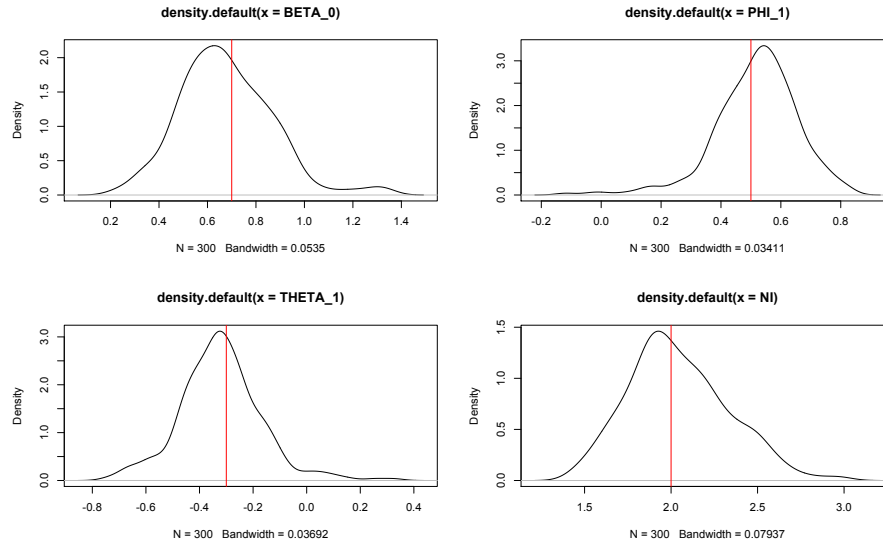 density.default(x = BETA_0)
Density
0.0 0.5 1.0 1.5 2.0
0.2 0.4 0.6 0.8 1.0 1.2 1.4
N = 300 Bandwidth = 0.0535
density.default(x = PHI_1)
Density
0.0 1.0 2.0 3.0
-0.2 0.0 0.2 0.4 0.6 0.8
N = 300 Bandwidth = 0.03411
density.default(x = THETA_1)
Density
0.0 1.0 2.0 3.0
-0.8 -0.6 -0.4 -0.2 0.0 0.2 0.4
N = 300 Bandwidth = 0.03692
density.default(x = NI)
Density
0.0 0.5 1.0 1.5
1.5 2.0 2.5 3.0
N = 300 Bandwidth = 0.07937